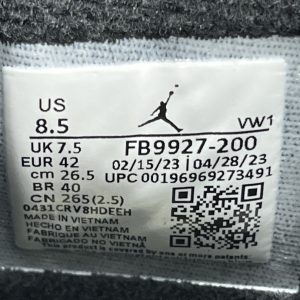 US
8.5
VW1
UK 7.5
FB9927-200
EUR 42
02/15/23 | 04/28/23
cm 26.5
UPC 00196969273491
BR 40
CN 265(2.5)
0431CRV8HDEEH
MADE IN VIETNAM
HECHO EN VIETNAM
FABRIQUÉ AU VIETNAM